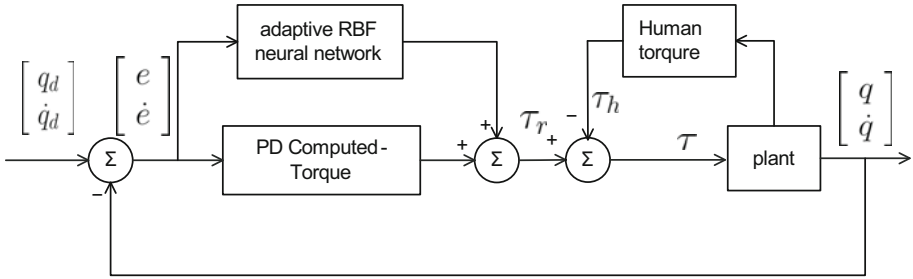 adaptive RBF
neural network
Human
torqure
[ q_d
q̇_d ]
[ e
ė ]
τ_r
τ_h
[ q
q̇ ]
+
+
+
−
Σ
PD Computed-
Torque
+
Σ
Σ
τ
plant
−